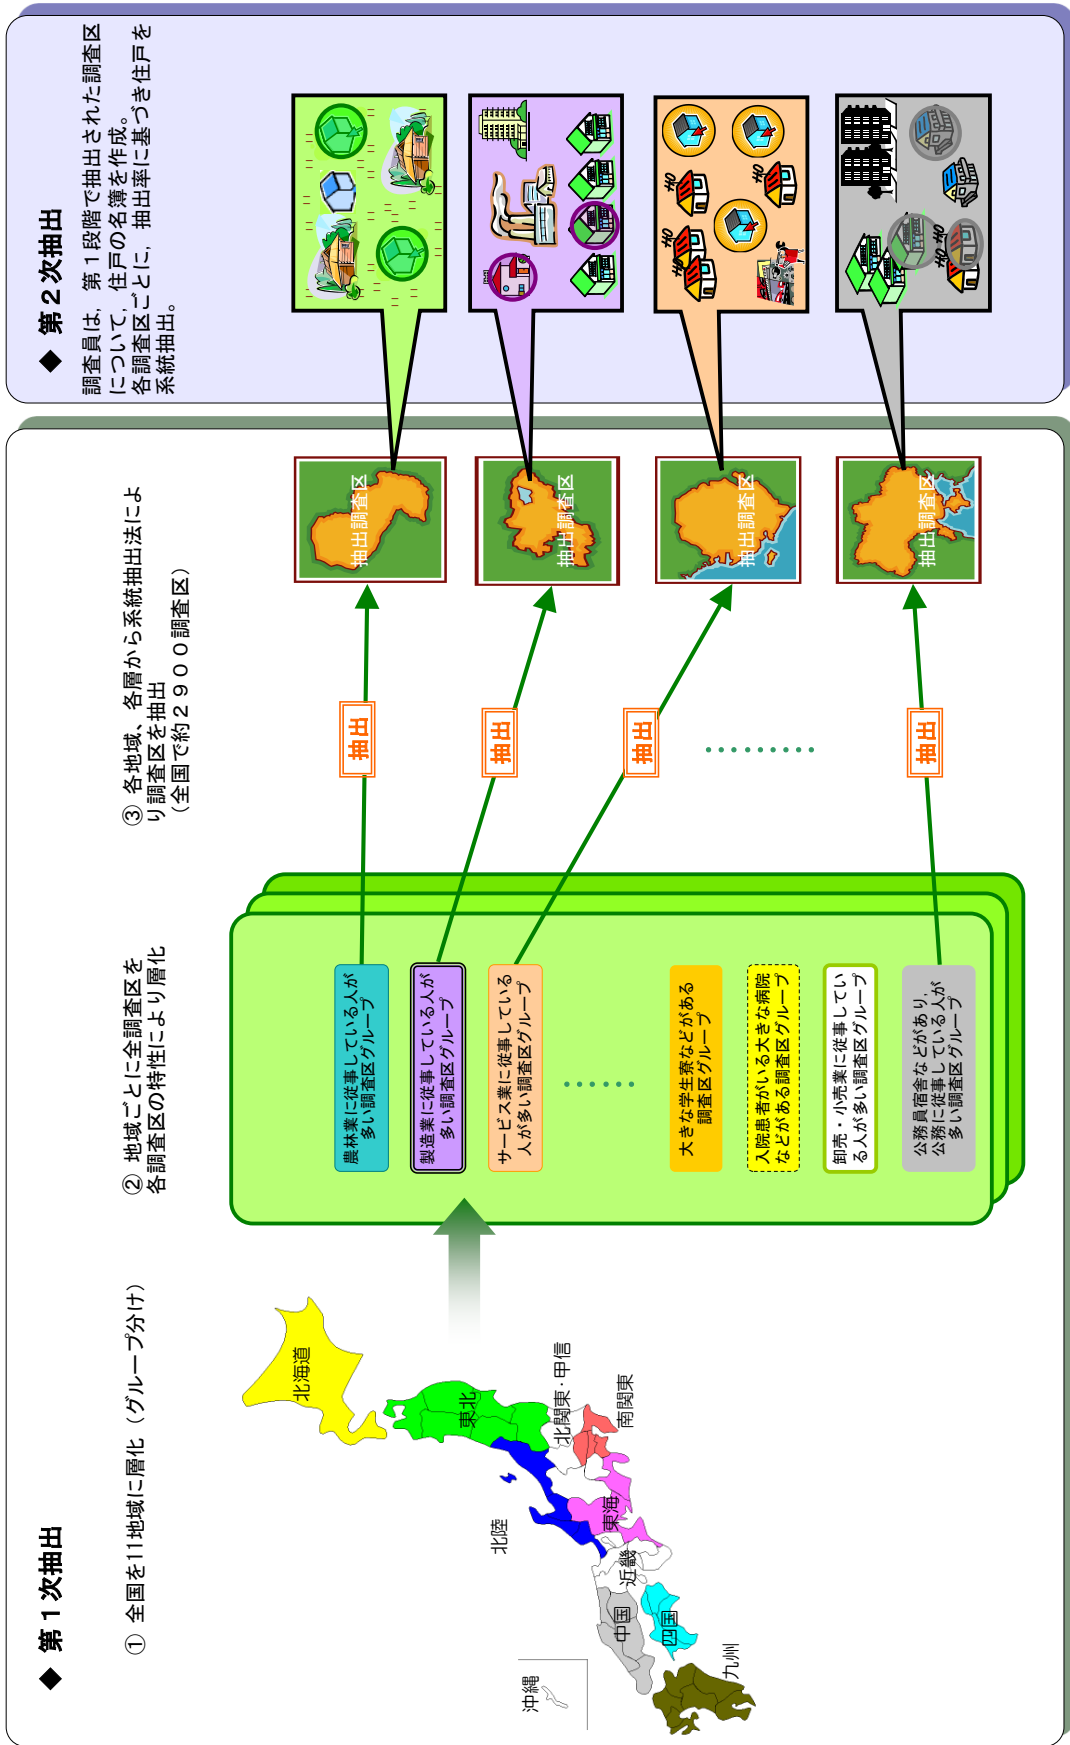 ◆ 第１次抽出
① 全国を11地域に層化（グループ分け）
北海道
東北
北関東・甲信
南関東
北陸
東海
近畿
中国
四国
九州
沖縄
② 地域ごとに全調査区を
各調査区の特性により層化
農林業に従事している人が
多い調査区グループ
製造業に従事している人が
多い調査区グループ
サービス業に従事している
人が多い調査区グループ
……
大きな学生寮などがある
調査区グループ
入院患者がいる大きな病院
などがある調査区グループ
卸売・小売業に従事してい
る人が多い調査区グループ
公務員宿舎などがあり，
公務に従事している人が
多い調査区グループ
③ 各地域、各層から系統抽出法によ
り調査区を抽出
（全国で約２９００調査区）
抽出
抽出
抽出
………
抽出
抽出調査区
抽出調査区
抽出調査区
抽出調査区
◆ 第２次抽出
調査員は，第１段階で抽出された調査区
について，住戸の名簿を作成。
各調査区ごとに，抽出率に基づき住戸を
系統抽出。